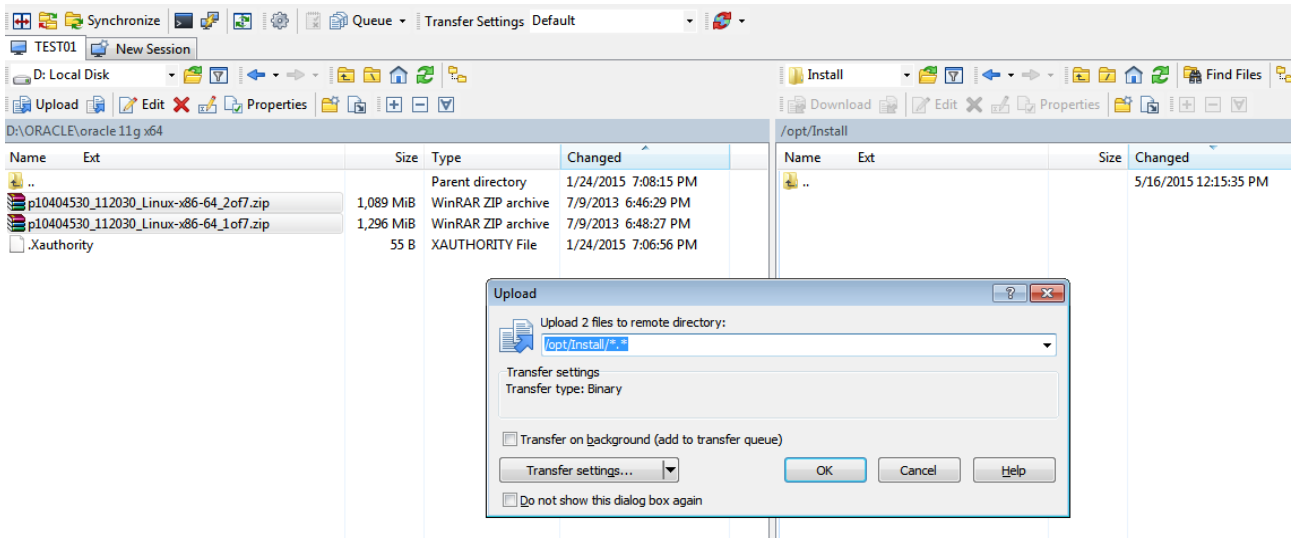 Synchronize Queue Transfer Settings Default
TEST01 New Session
D: Local Disk Install Find Files
Upload Edit Properties Download Edit Properties
D:\ORACLE\oracle 11g x64 /opt/Install
Name Ext Size Type Changed Name Ext Size Changed
.. Parent directory 1/24/2015 7:08:15 PM .. 5/16/2015 12:15:35 PM
p10404530_112030_Linux-x86-64_2of7.zip 1,089 MiB WinRAR ZIP archive 7/9/2013 6:46:29 PM
p10404530_112030_Linux-x86-64_1of7.zip 1,296 MiB WinRAR ZIP archive 7/9/2013 6:48:27 PM
.Xauthority 55 B XAUTHORITY File 1/24/2015 7:06:56 PM
Upload
Upload 2 files to remote directory:
/opt/Install/*.*
Transfer settings
Transfer type: Binary
Transfer on background (add to transfer queue)
Transfer settings... OK Cancel Help
Do not show this dialog box again